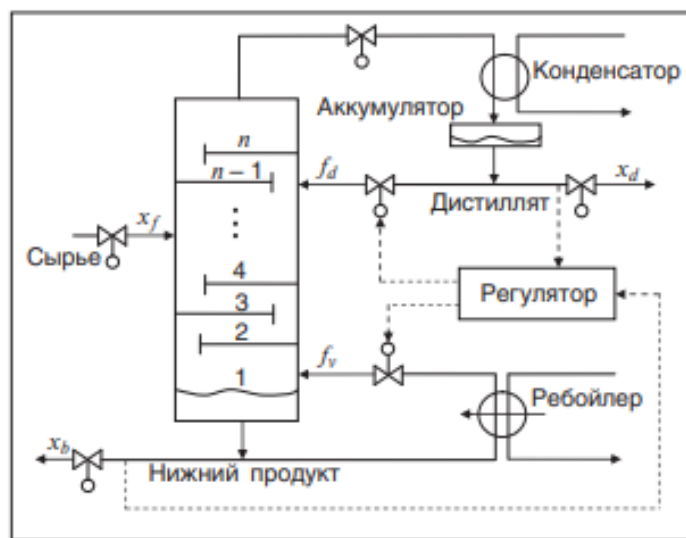 Конденсатор
Аккумулятор
n
n – 1
⋮
f_d
x_d
Дистиллят
x_f
Сырье
4
3
2
1
Регулятор
f_v
Ребойлер
x_b
Нижний продукт